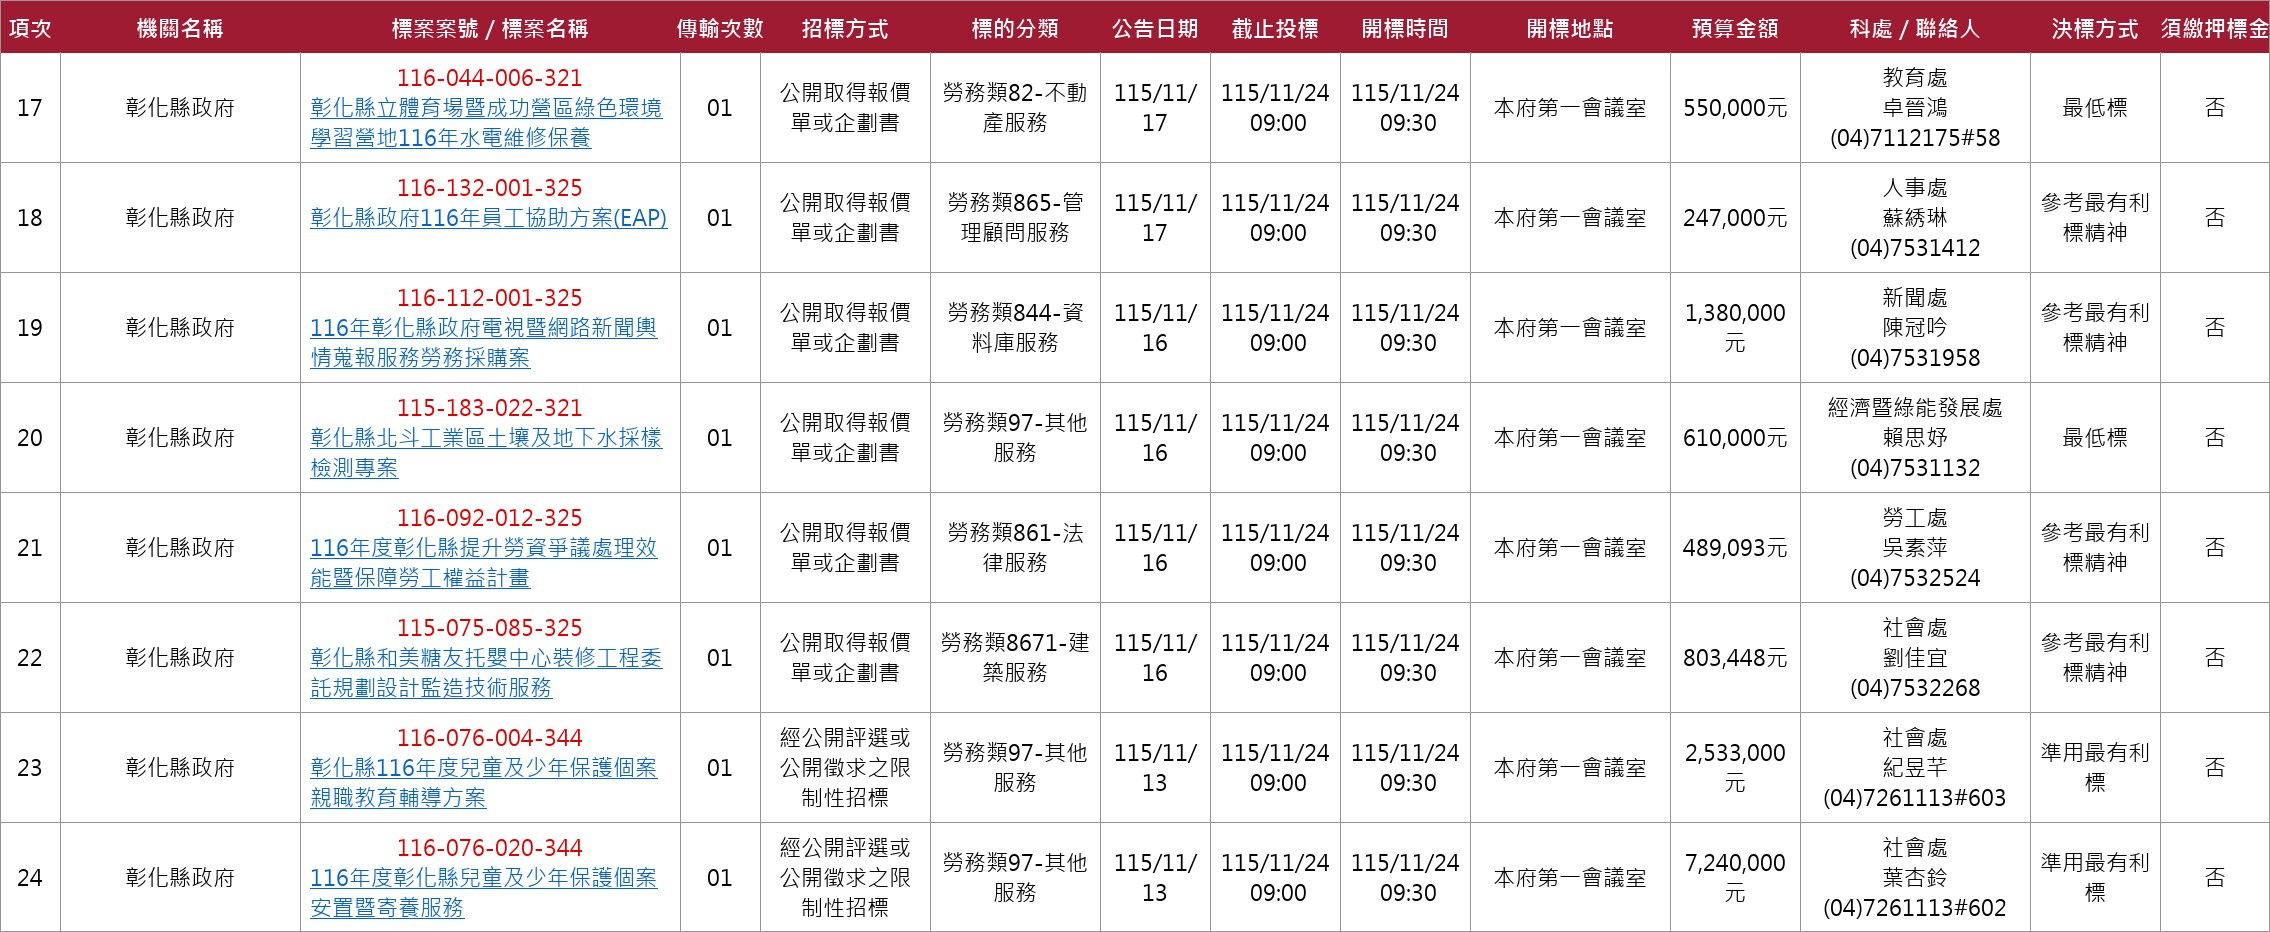 項次 機關名稱 標案案號 / 標案名稱 傳輸次數 招標方式 標的分類 公告日期 截止投標 開標時間 開標地點 預算金額 科處 / 聯絡人 決標方式 須繳押標金
17 彰化縣政府 116-044-006-321 彰化縣立體育場暨成功營區綠色環境學習營地116年水電維修保養 01 公開取得報價單或企劃書 勞務類82-不動產服務 115/11/17 115/11/24 09:00 115/11/24 09:30 本府第一會議室 550,000元 教育處 卓晉鴻 (04)7112175#58 最低標 否
18 彰化縣政府 116-132-001-325 彰化縣政府116年員工協助方案(EAP) 01 公開取得報價單或企劃書 勞務類865-管理顧問服務 115/11/17 115/11/24 09:00 115/11/24 09:30 本府第一會議室 247,000元 人事處 蘇綉琳 (04)7531412 參考最有利標精神 否
19 彰化縣政府 116-112-001-325 116年彰化縣政府電視暨網路新聞輿情蒐報服務勞務採購案 01 公開取得報價單或企劃書 勞務類844-資料庫服務 115/11/16 115/11/24 09:00 115/11/24 09:30 本府第一會議室 1,380,000元 新聞處 陳冠吟 (04)7531958 參考最有利標精神 否
20 彰化縣政府 115-183-022-321 彰化縣北斗工業區土壤及地下水採樣檢測專案 01 公開取得報價單或企劃書 勞務類97-其他服務 115/11/16 115/11/24 09:00 115/11/24 09:30 本府第一會議室 610,000元 經濟暨綠能發展處 賴思妤 (04)7531132 最低標 否
21 彰化縣政府 116-092-012-325 116年度彰化縣提升勞資爭議處理效能暨保障勞工權益計畫 01 公開取得報價單或企劃書 勞務類861-法律服務 115/11/16 115/11/24 09:00 115/11/24 09:30 本府第一會議室 489,093元 勞工處 吳素萍 (04)7532524 參考最有利標精神 否
22 彰化縣政府 115-075-085-325 彰化縣和美糖友托嬰中心裝修工程委託規劃設計監造技術服務 01 公開取得報價單或企劃書 勞務類8671-建築服務 115/11/16 115/11/24 09:00 115/11/24 09:30 本府第一會議室 803,448元 社會處 劉佳宜 (04)7532268 參考最有利標精神 否
23 彰化縣政府 116-076-004-344 彰化縣116年度兒童及少年保護個案親職教育輔導方案 01 經公開評選或公開徵求之限制性招標 勞務類97-其他服務 115/11/13 115/11/24 09:00 115/11/24 09:30 本府第一會議室 2,533,000元 社會處 紀昱芊 (04)7261113#603 準用最有利標 否
24 彰化縣政府 116-076-020-344 116年度彰化縣兒童及少年保護個案安置暨寄養服務 01 經公開評選或公開徵求之限制性招標 勞務類97-其他服務 115/11/13 115/11/24 09:00 115/11/24 09:30 本府第一會議室 7,240,000元 社會處 葉杏鈴 (04)7261113#602 準用最有利標 否